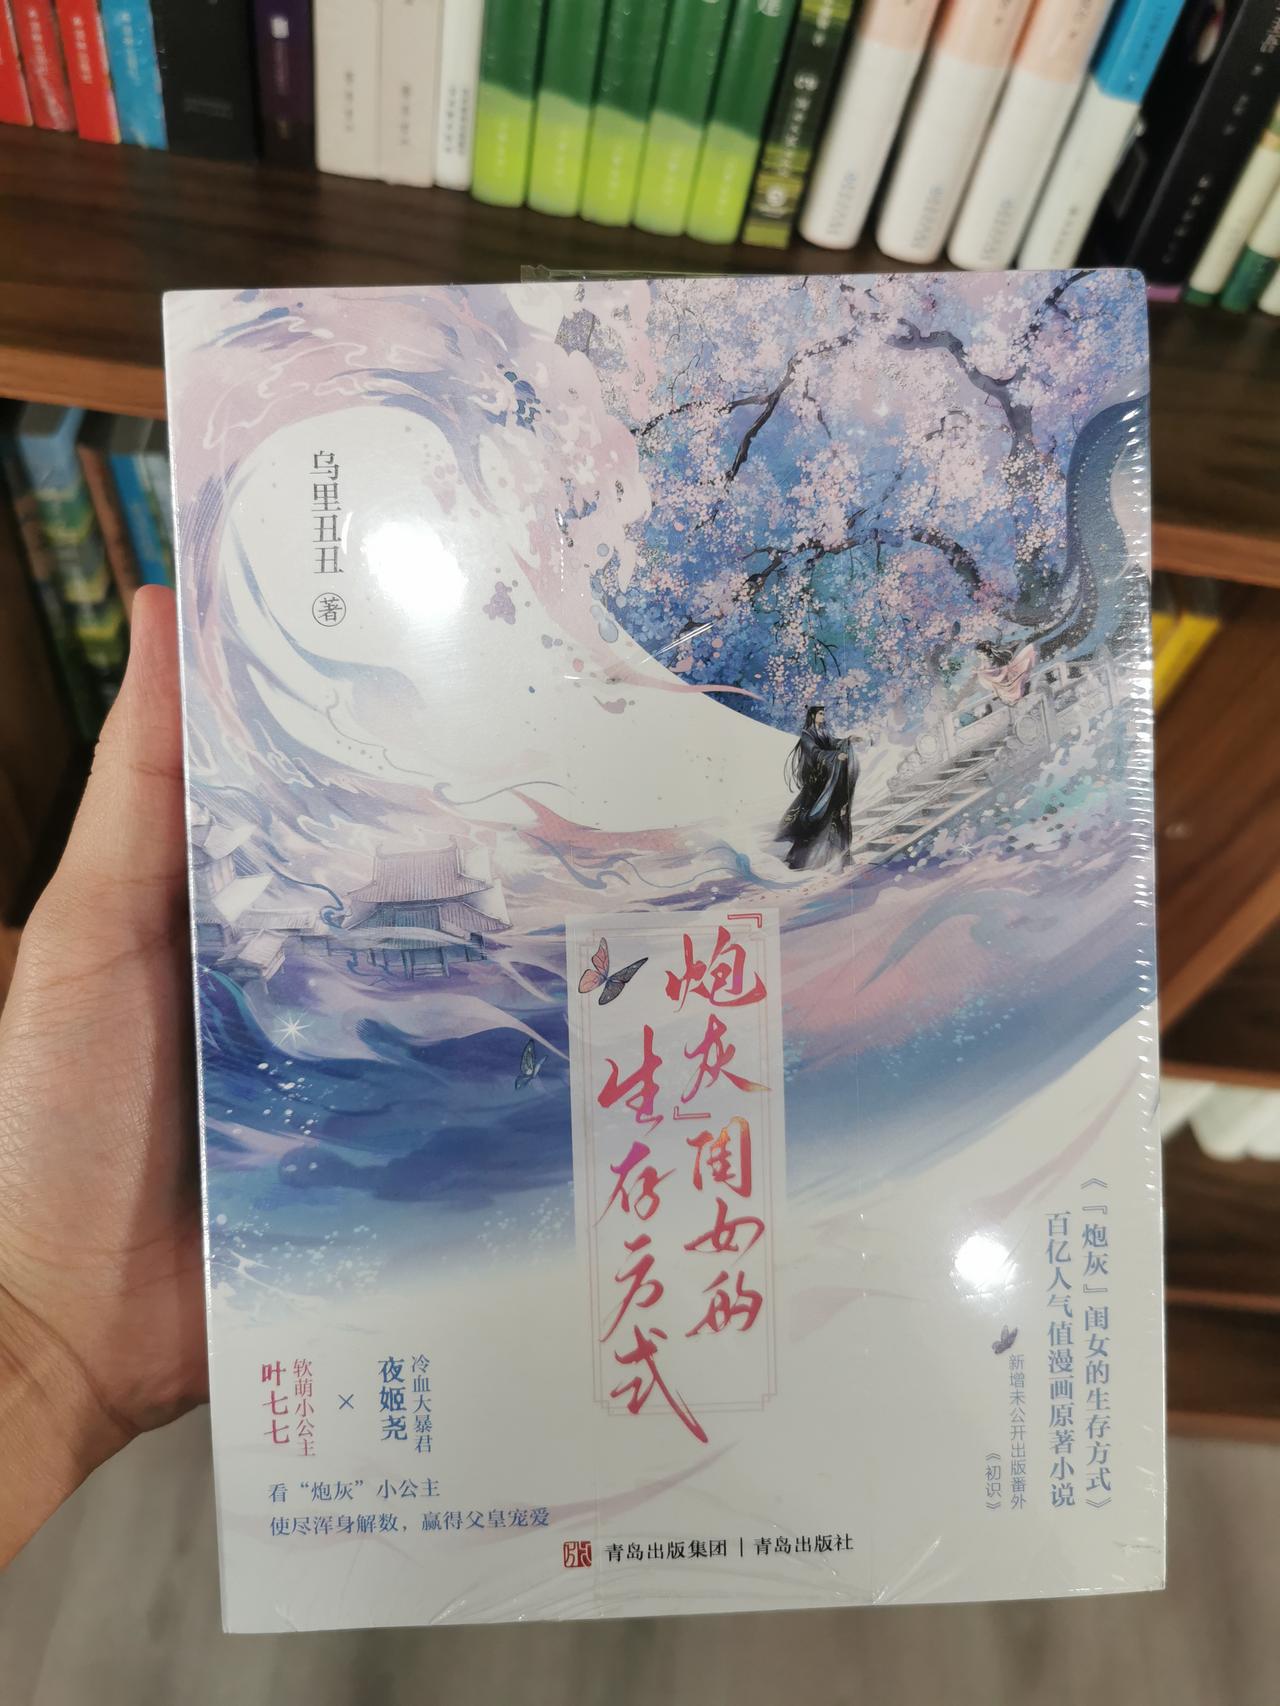 乌里丑丑 著
『炮灰』闺女的
生存方式
《『炮灰』闺女的生存方式》
百亿人气值漫画原著小说
新增未公开出版番外
《初识》
冷血大暴君
夜姬尧
×
软萌小公主
叶七七
看“炮灰”小公主
使尽浑身解数，赢得父皇宠爱
青岛出版集团 | 青岛出版社